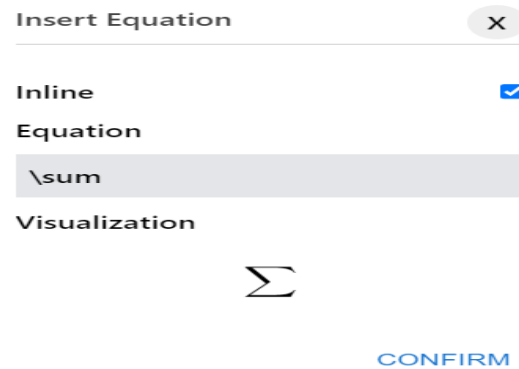 Insert Equation
X
Inline
Equation
\sum
Visualization
∑
CONFIRM